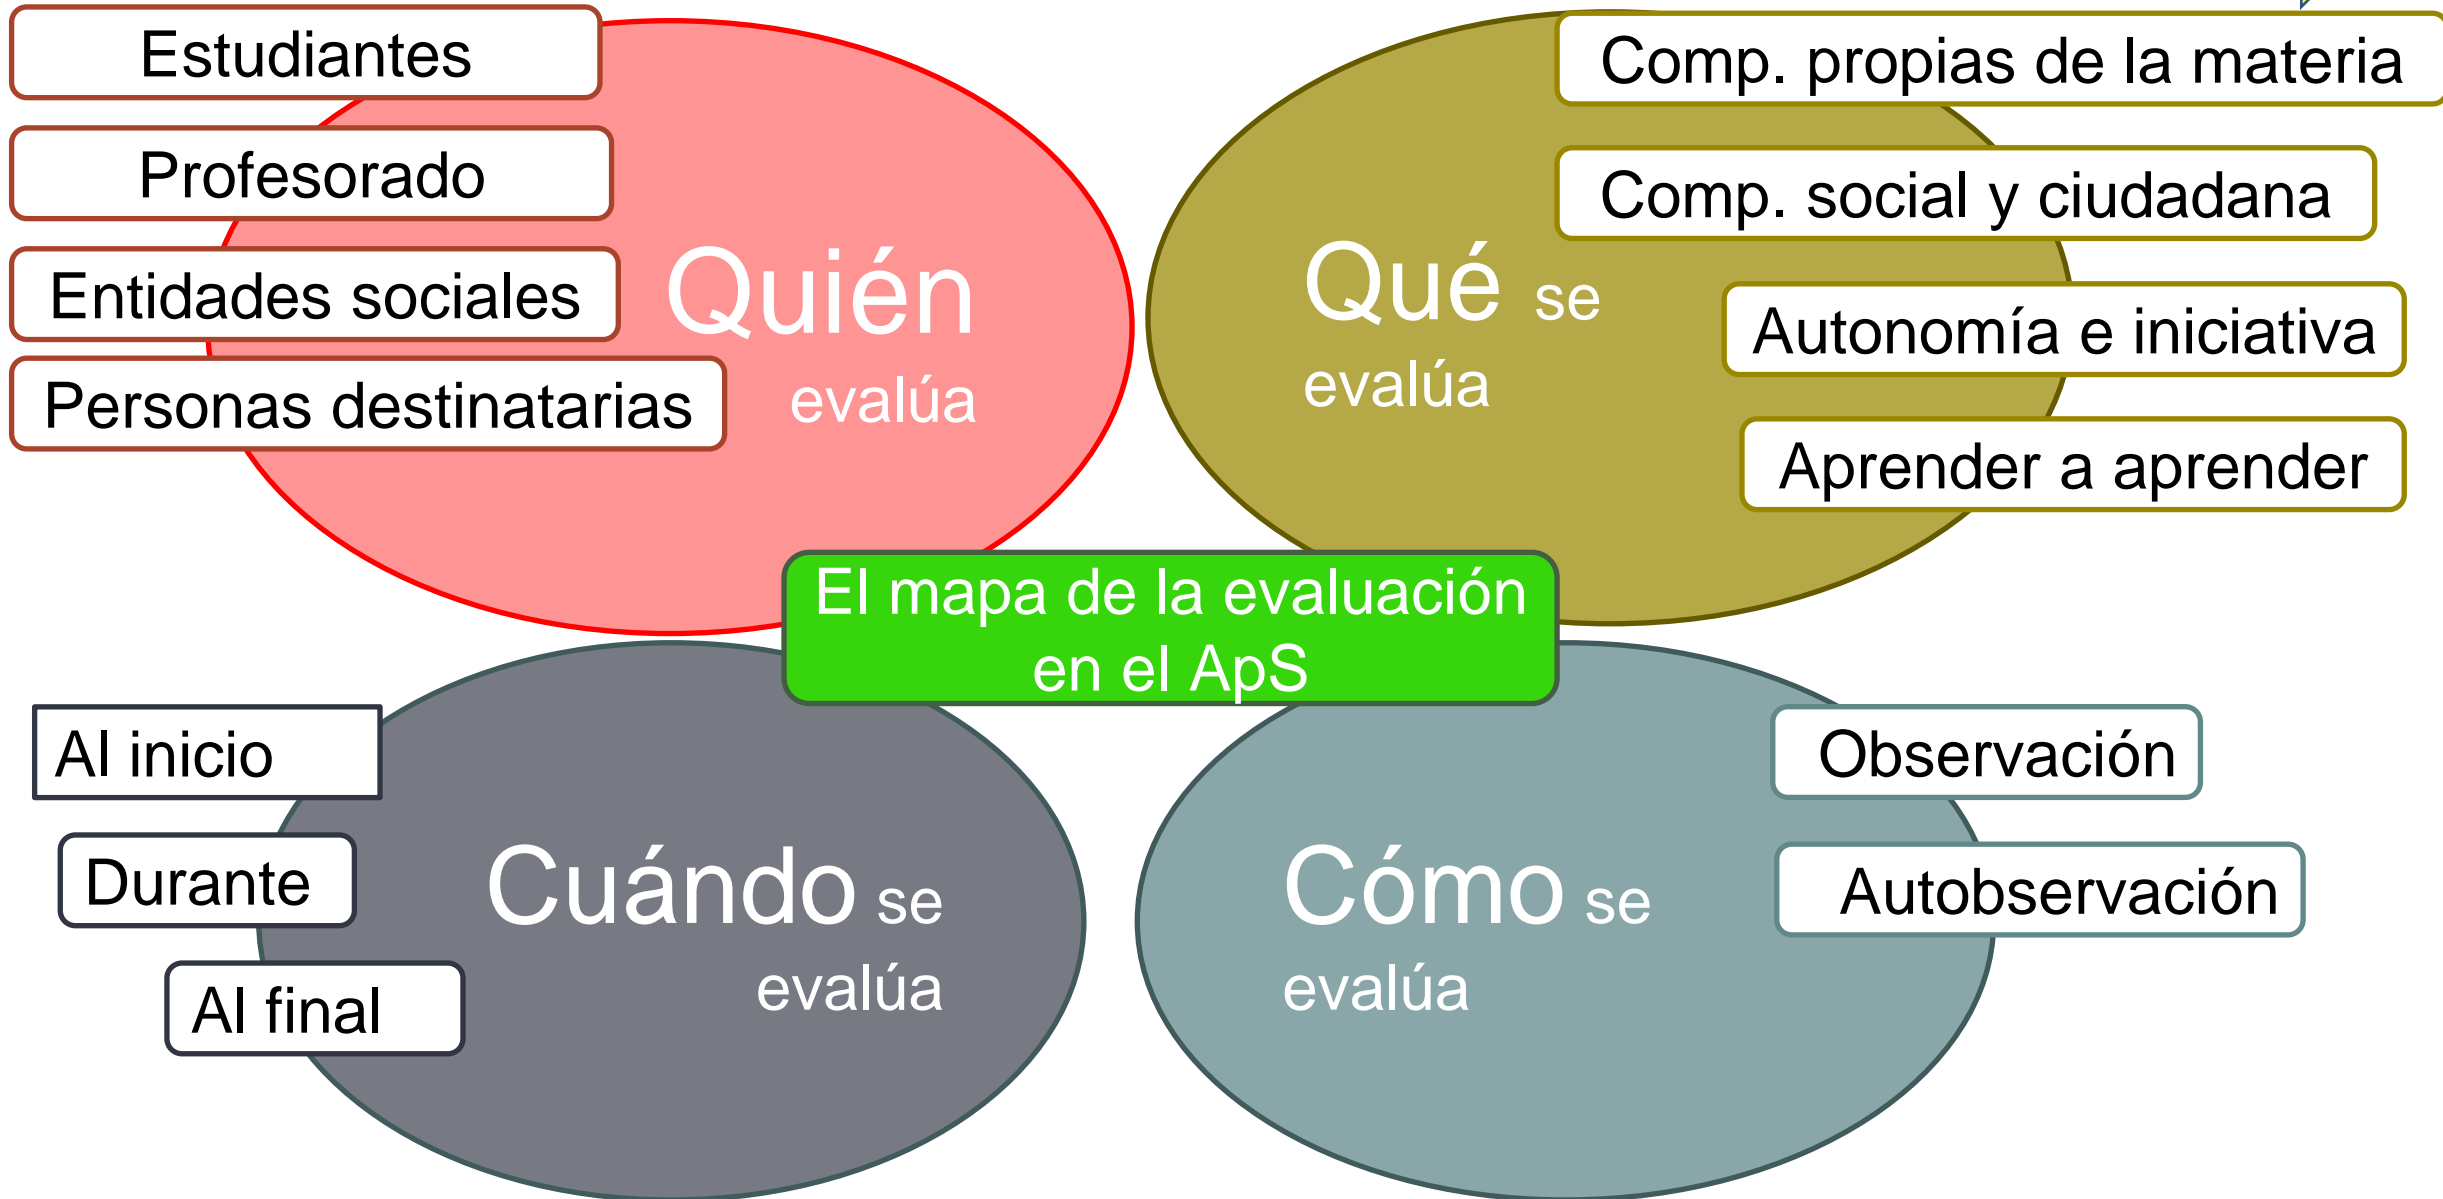 Estudiantes
Profesorado
Entidades sociales
Personas destinatarias
Quién
evalúa
Comp. propias de la materia
Comp. social y ciudadana
Autonomía e iniciativa
Aprender a aprender
Qué se
evalúa
El mapa de la evaluación
en el ApS
Al inicio
Durante
Al final
Cuándo se
evalúa
Cómo se
evalúa
Observación
Autobservación